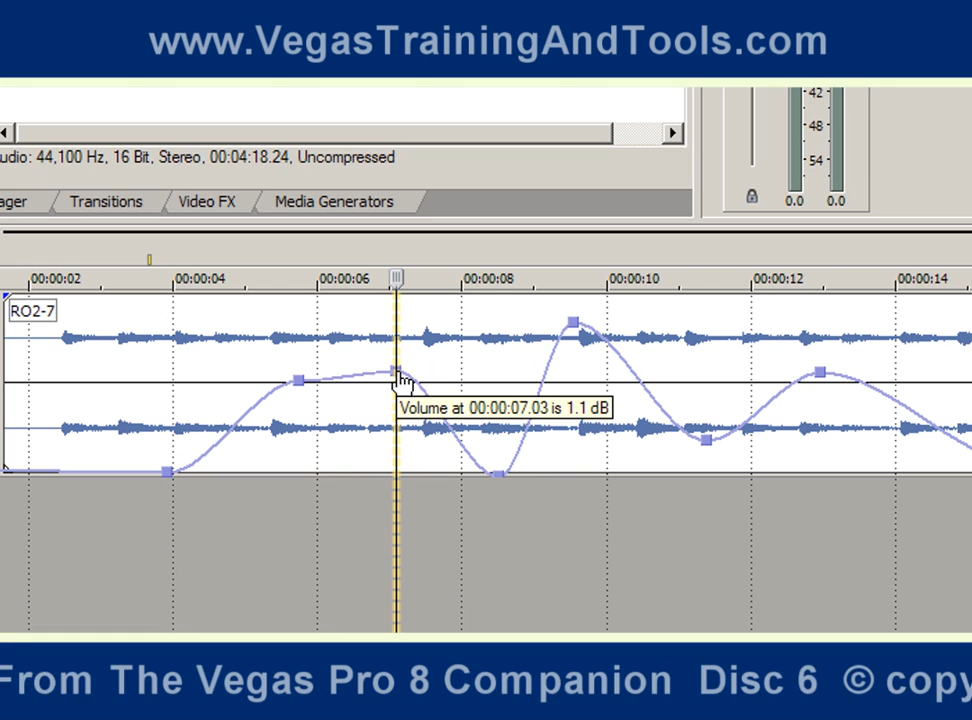 www.VegasTrainingAndTools.com
42
48
54
0.0 0.0
udio: 44,100 Hz, 16 Bit, Stereo, 00:04:18.24, Uncompressed
ager Transitions Video FX Media Generators
00:00:02 00:00:04 00:00:06 00:00:08 00:00:10 00:00:12 00:00:14
RO2-7
Volume at 00:00:07.03 is 1.1 dB
From The Vegas Pro 8 Companion Disc 6 © copy